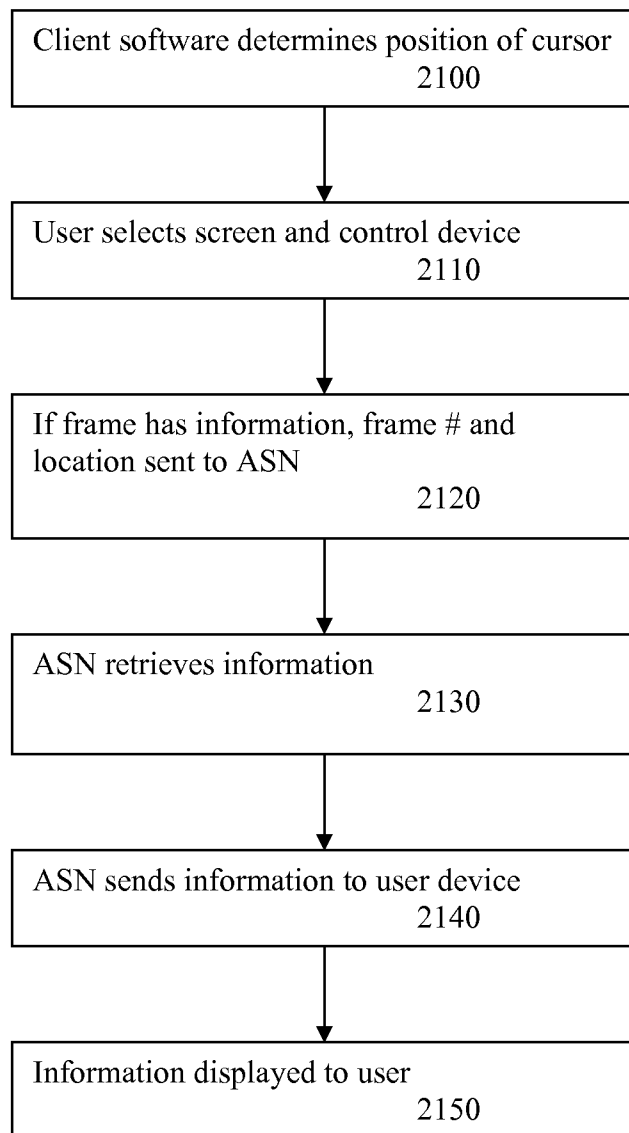 Client software determines position of cursor
2100
User selects screen and control device
2110
If frame has information, frame # and
location sent to ASN
2120
ASN retrieves information
2130
ASN sends information to user device
2140
Information displayed to user
2150